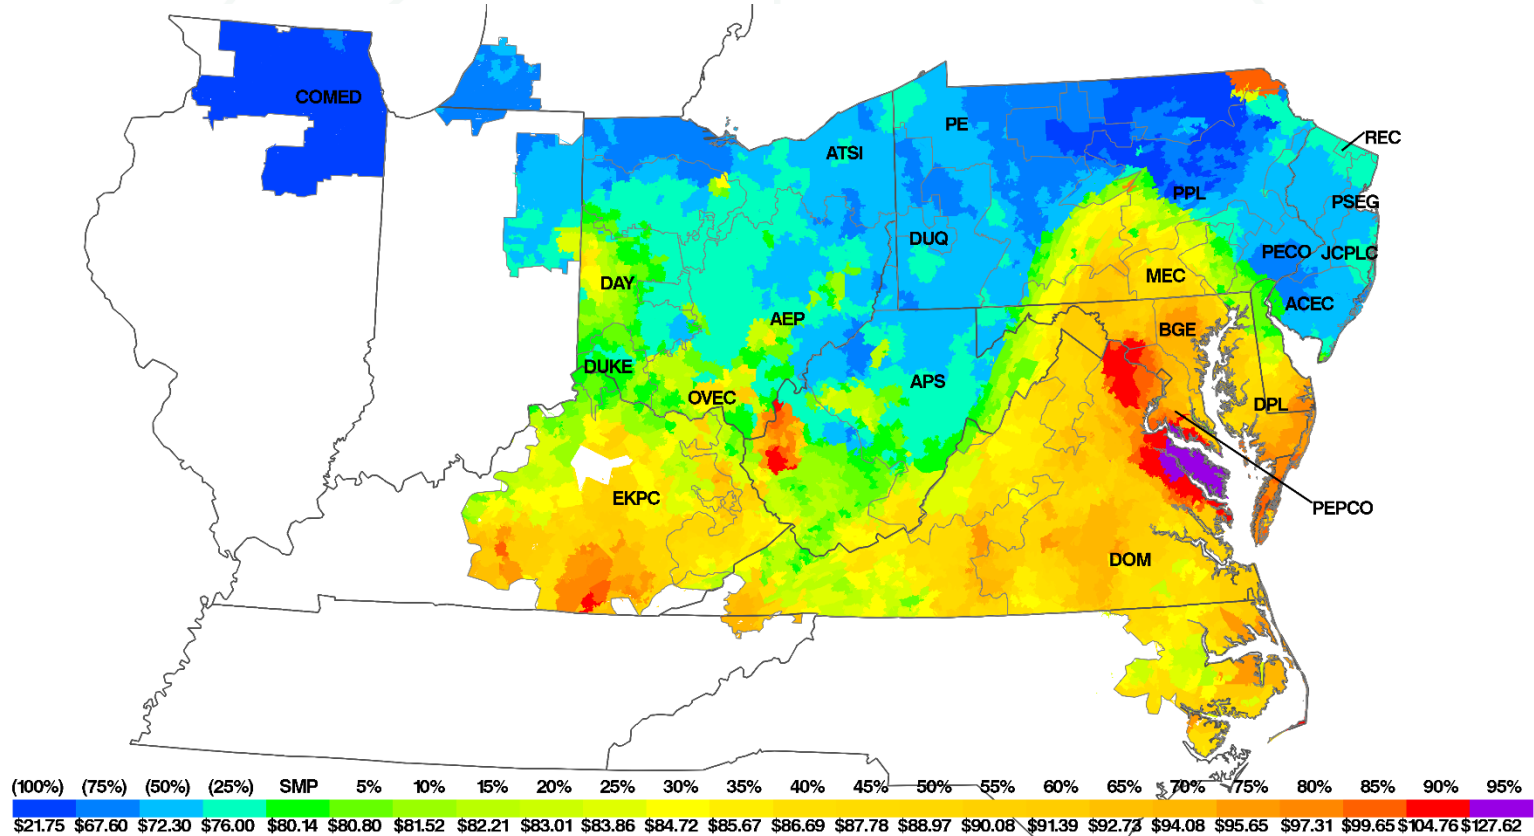 COMED
PE
REC
ATSI
PPL
PSEG
DUQ
PECO JCPLC
MEC
DAY
ACEC
AEP
BGE
DUKE
APS
OVEC
DPL
EKPC
PEPCO
DOM
(100%) (75%) (50%) (25%) SMP 5% 10% 15% 20% 25% 30% 35% 40% 45% 50% 55% 60% 65% 70% 75% 80% 85% 90% 95%
$21.75 $67.60 $72.30 $76.00 $80.14 $80.80 $81.52 $82.21 $83.01 $83.86 $84.72 $85.67 $86.69 $87.78 $88.97 $90.08 $91.39 $92.73 $94.08 $95.65 $97.31 $99.65 $104.76 $127.62